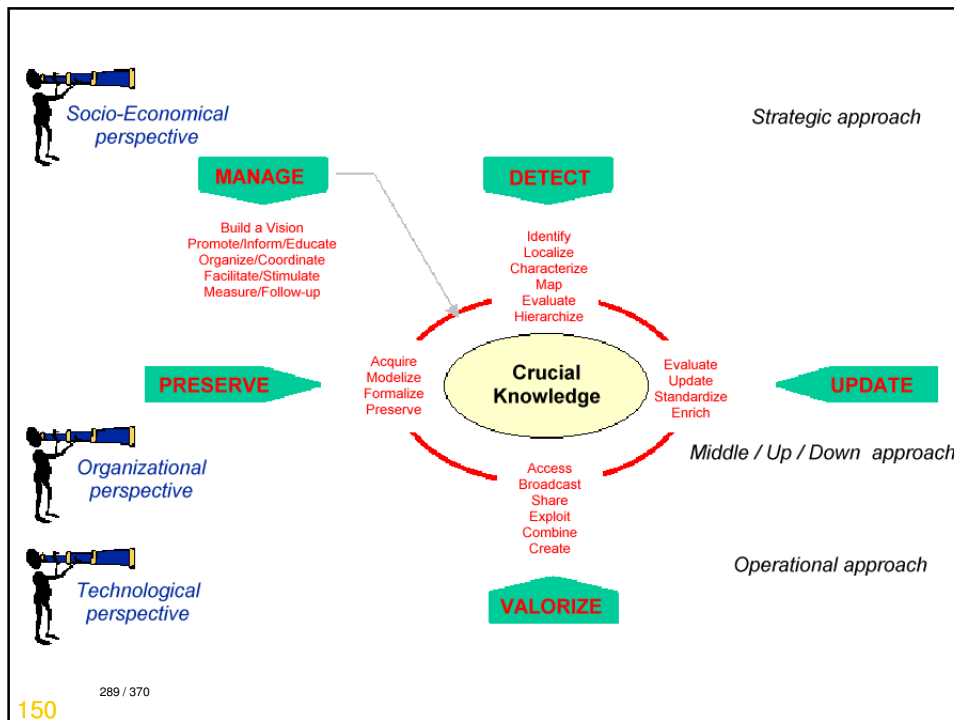 Socio-Economical
perspective
Strategic approach
MANAGE
DETECT
Build a Vision
Promote/Inform/Educate
Organize/Coordinate
Facilitate/Stimulate
Measure/Follow-up
Identify
Localize
Characterize
Map
Evaluate
Hierarchize
PRESERVE
Acquire
Modelize
Formalize
Preserve
Crucial
Knowledge
Evaluate
Update
Standardize
Enrich
UPDATE
Organizational
perspective
Middle / Up / Down approach
Access
Broadcast
Share
Exploit
Combine
Create
Technological
perspective
Operational approach
VALORIZE
289 / 370
150